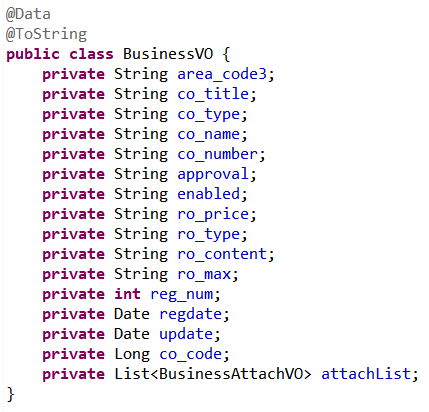 @Data
@ToString
public class BusinessVO {
    private String area_code3;
    private String co_title;
    private String co_type;
    private String co_name;
    private String co_number;
    private String approval;
    private String enabled;
    private String ro_price;
    private String ro_type;
    private String ro_content;
    private String ro_max;
    private int reg_num;
    private Date regdate;
    private Date update;
    private Long co_code;
    private List<BusinessAttachVO> attachList;
}